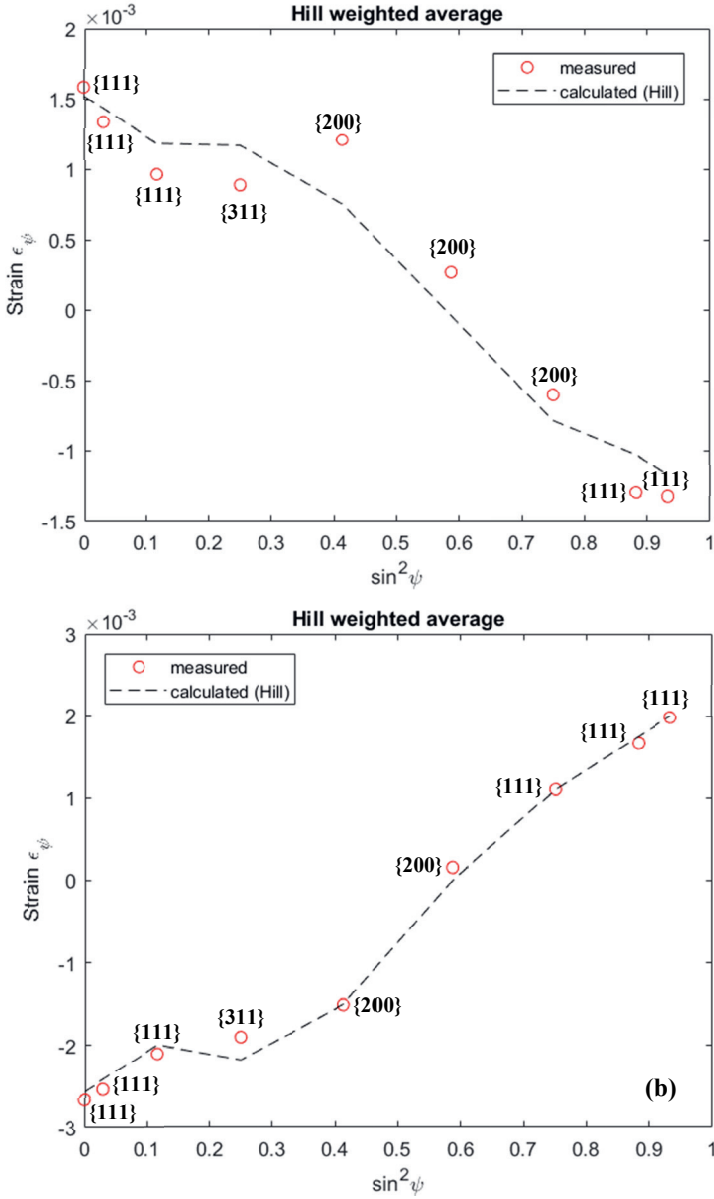 ×10⁻³
Hill weighted average
2
1.5
1
0.5
0
-0.5
-1
-1.5
Strain ϵ_ψ
measured
calculated (Hill)
{111}
{111}
{111}
{311}
{200}
{200}
{200}
{111}
{111}
0 0.1 0.2 0.3 0.4 0.5 0.6 0.7 0.8 0.9 1
sin²ψ
×10⁻³
Hill weighted average
3
2
1
0
-1
-2
-3
Strain ϵ_ψ
measured
calculated (Hill)
{111}
{111}
{111}
{200}
{311}
{111}
{200}
{111}
{111}
(b)
0 0.1 0.2 0.3 0.4 0.5 0.6 0.7 0.8 0.9 1
sin²ψ